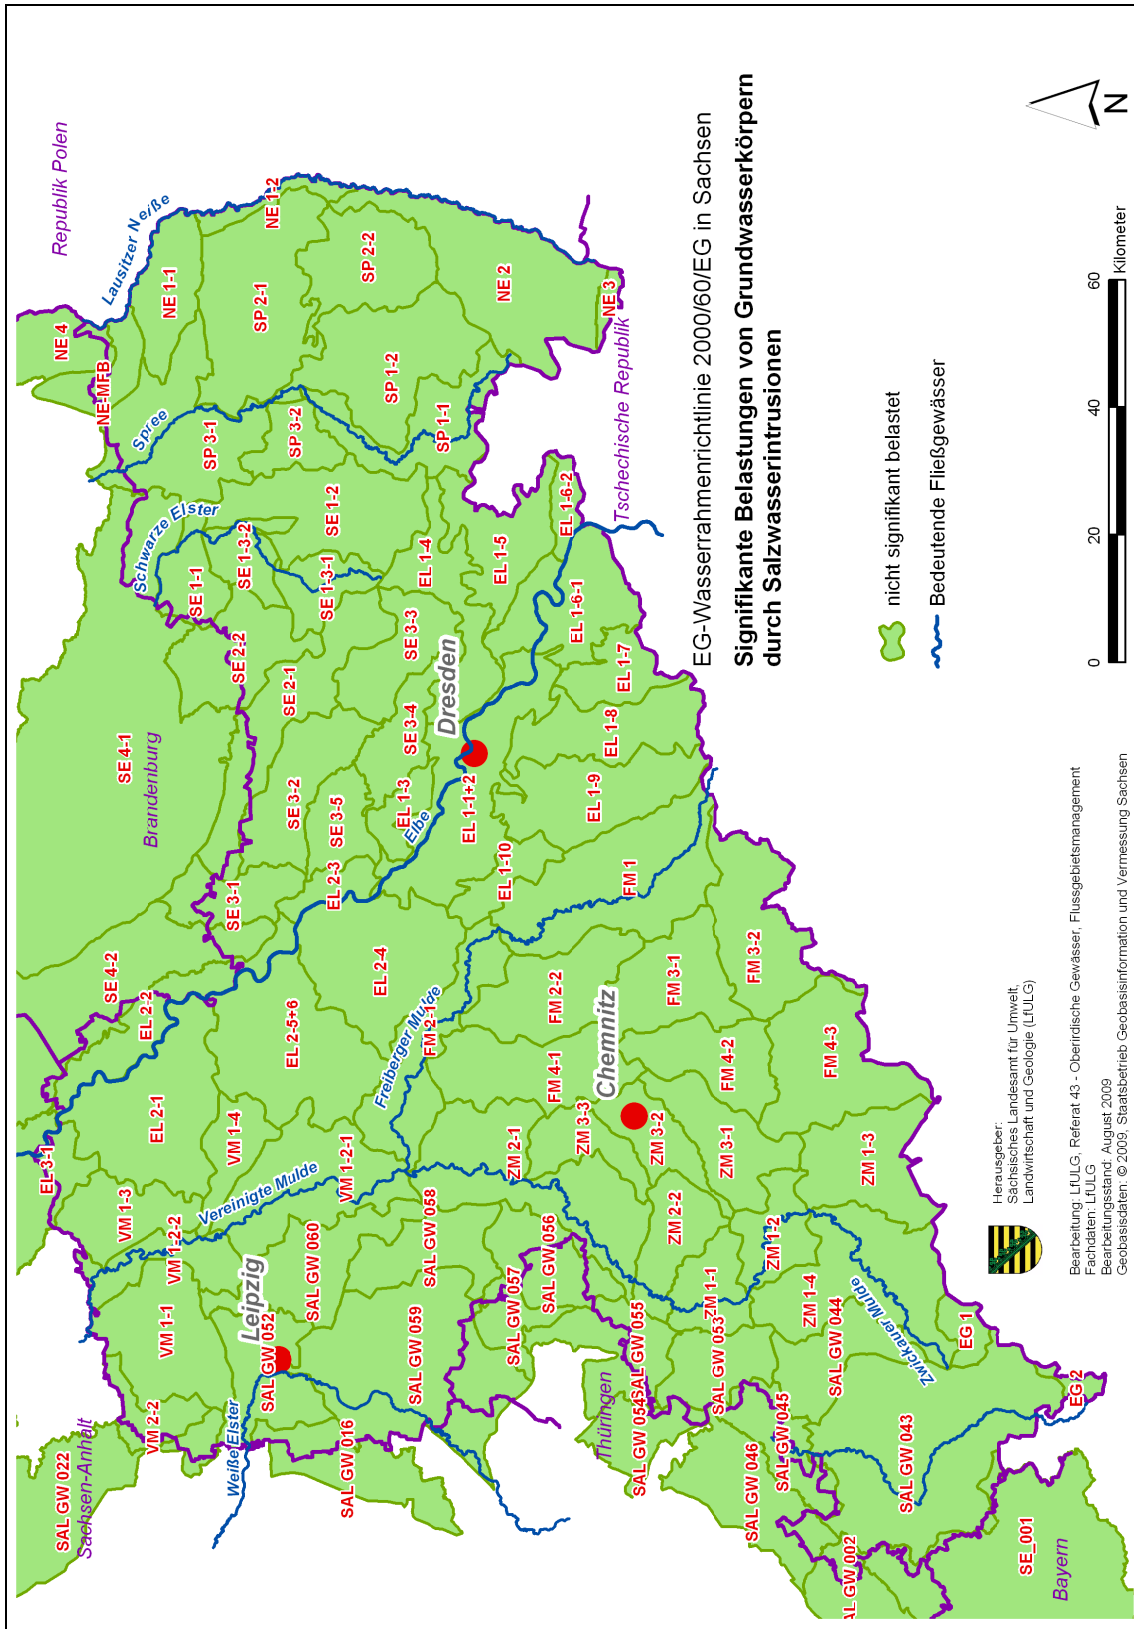 EG-Wasserrahmenrichtlinie 2000/60/EG in Sachsen
Signifikante Belastungen von Grundwasserkörpern
durch Salzwasserintrusionen
nicht signifikant belastet
Bedeutende Fließgewässer
0
20
40
60
Kilometer
N
Herausgeber:
Sächsisches Landesamt für Umwelt,
Landwirtschaft und Geologie (LfULG)
Bearbeitung: LfULG, Referat 43 - Oberirdische Gewässer, Flussgebietsmanagement
Fachdaten: LfULG
Bearbeitungsstand: August 2009
Geobasisdaten: © 2009, Staatsbetrieb Geobasisinformation und Vermessung Sachsen
Republik Polen
Tschechische Republik
Brandenburg
Sachsen-Anhalt
Thüringen
Bayern
Leipzig
Dresden
Chemnitz
Lausitzer Neiße
Spree
Schwarze Elster
Elbe
Freiberger Mulde
Vereinigte Mulde
Zwickauer Mulde
Weiße Elster
NE 4
NE-MFB
NE 1-1
NE 1-2
NE 2
NE 3
SP 2-1
SP 2-2
SP 1-2
SP 1-1
SP 3-1
SP 3-2
SE 1-1
SE 1-2
SE 1-3-2
SE 1-3-1
SE 2-2
SE 2-1
SE 3-1
SE 3-2
SE 3-3
SE 3-4
SE 3-5
SE 4-1
SE 4-2
EL 1-1+2
EL 1-3
EL 1-4
EL 1-5
EL 1-6-1
EL 1-6-2
EL 1-7
EL 1-8
EL 1-9
EL 1-10
EL 2-1
EL 2-2
EL 2-3
EL 2-4
EL 2-5+6
EL 3-1
FM 1
FM 2-1
FM 2-2
FM 3-1
FM 3-2
FM 4-1
FM 4-2
FM 4-3
VM 1-1
VM 1-2-1
VM 1-2-2
VM 1-3
VM 1-4
VM 2-2
ZM 1-1
ZM 1-2
ZM 1-3
ZM 1-4
ZM 2-1
ZM 2-2
ZM 3-1
ZM 3-2
ZM 3-3
SAL GW 022
SAL GW 016
SAL GW 052
SAL GW 060
SAL GW 059
SAL GW 058
SAL GW 057
SAL GW 056
SAL GW 055
SAL GW 054
SAL GW 053
SAL GW 046
SAL GW 045
SAL GW 044
SAL GW 043
AL GW 002
EG 1
EG 2
SE_001